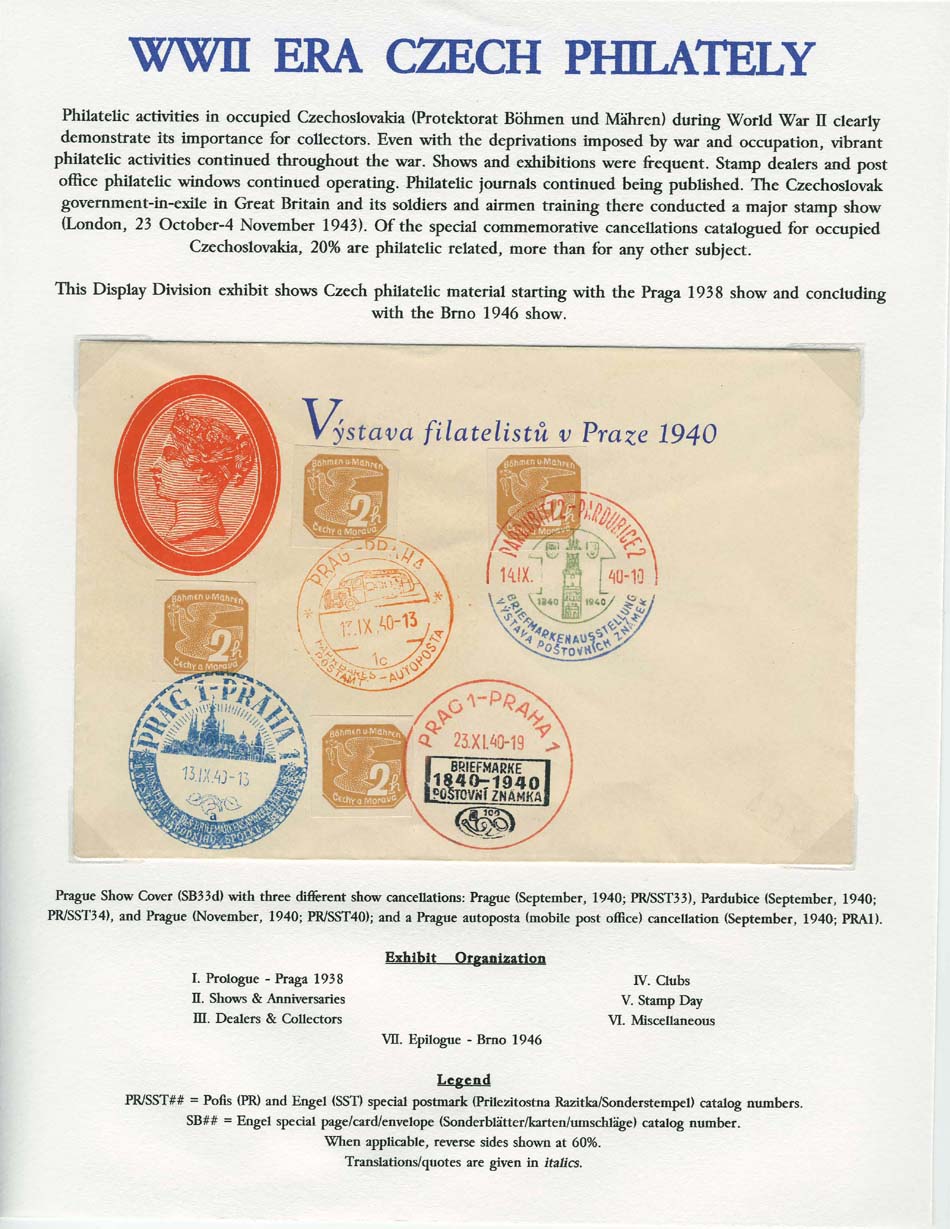 WWII ERA CZECH PHILATELY
Philatelic activities in occupied Czechoslovakia (Protektorat Böhmen und Mähren) during World War II clearly
demonstrate its importance for collectors. Even with the deprivations imposed by war and occupation, vibrant
philatelic activities continued throughout the war. Shows and exhibitions were frequent. Stamp dealers and post
office philatelic windows continued operating. Philatelic journals continued being published. The Czechoslovak
government-in-exile in Great Britain and its soldiers and airmen training there conducted a major stamp show
(London, 23 October-4 November 1943). Of the special commemorative cancellations catalogued for occupied
Czechoslovakia, 20% are philatelic related, more than for any other subject.
This Display Division exhibit shows Czech philatelic material starting with the Praga 1938 show and concluding
with the Brno 1946 show.
Výstava filatelistů v Praze 1940
Böhmen u. Mähren
2h
Čechy a Morava
Böhmen u. Mähren
2h
Morava
PARDUBITZ 2 - PARDUBICE 2
14.IX. 40-10
1840 1940
BRIEFMARKENAUSSTELLUNG
VÝSTAVA POŠTOVNÍCH ZNÁMEK
PRAG - PRAHA
13.IX.40-13
1c
FAHRBARES
POSTAMT - AUTOPOSTA
Böhmen u. Mähren
2h
Čechy a Morava
PRAG 1-PRAHA 1
13.IX.40-13
a
Böhmen u. Mähren
2h
Čechy a Morava
PRAG 1-PRAHA 1
23.XI.40-19
BRIEFMARKE
1840-1940
POŠTOVNÍ ZNÁMKA
100
Prague Show Cover (SB33d) with three different show cancellations: Prague (September, 1940; PR/SST33), Pardubice (September, 1940;
PR/SST34), and Prague (November, 1940; PR/SST40); and a Prague autoposta (mobile post office) cancellation (September, 1940; PRA1).
Exhibit Organization
I. Prologue - Praga 1938
II. Shows & Anniversaries
III. Dealers & Collectors
IV. Clubs
V. Stamp Day
VI. Miscellaneous
VII. Epilogue - Brno 1946
Legend
PR/SST## = Pofis (PR) and Engel (SST) special postmark (Prilezitostna Razitka/Sonderstempel) catalog numbers.
SB## = Engel special page/card/envelope (Sonderblätter/karten/umschläge) catalog number.
When applicable, reverse sides shown at 60%.
Translations/quotes are given in italics.